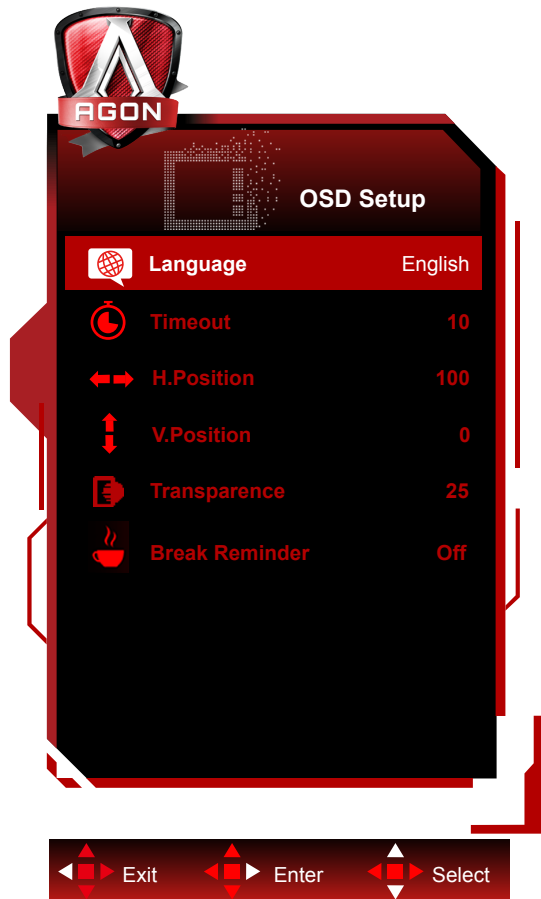 AGON
OSD Setup
Language English
Timeout 10
H.Position 100
V.Position 0
Transparence 25
Break Reminder Off
Exit Enter Select